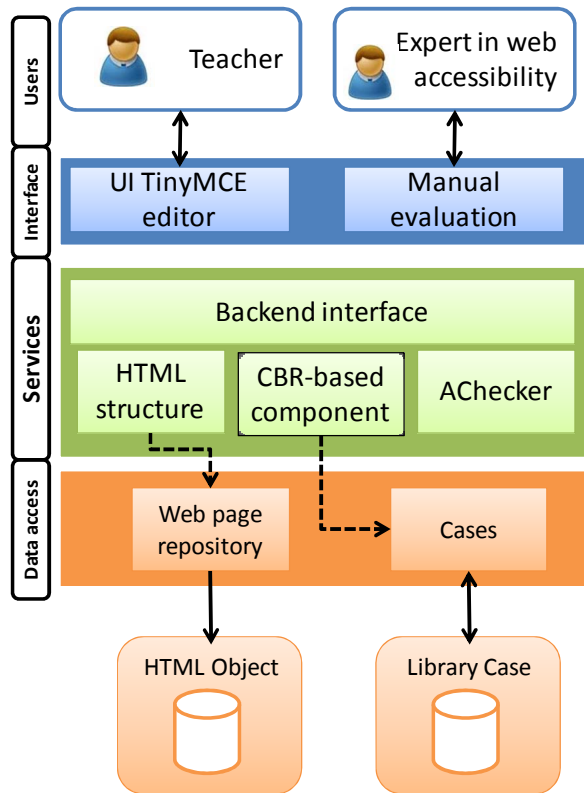 Users
Teacher
Expert in web
accessibility
Interface
UI TinyMCE
editor
Manual
evaluation
Services
Backend interface
HTML
structure
CBR-based
component
AChecker
Data access
Web page
repository
Cases
HTML Object
Library Case